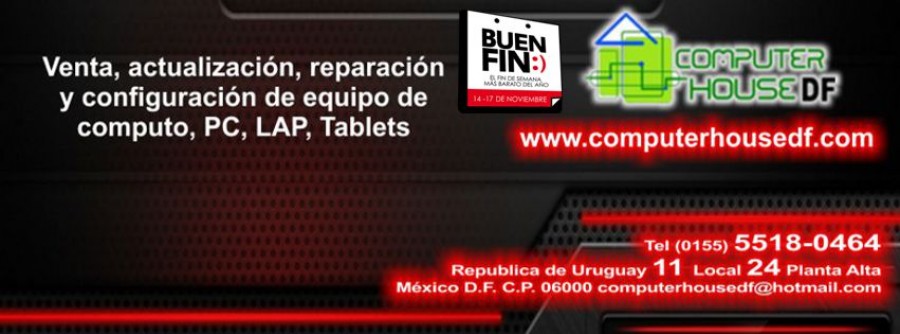 Venta, actualización, reparación
y configuración de equipo de
computo, PC, LAP, Tablets
BUEN
FIN:)
EL FIN DE SEMANA
MÁS BARATO DEL AÑO
14 - 17 DE NOVIEMBRE
COMPUTER
HOUSE DF
www.computerhousedf.com
Tel (0155) 5518-0464
Republica de Uruguay 11 Local 24 Planta Alta
México D.F. C.P. 06000 computerhousedf@hotmail.com